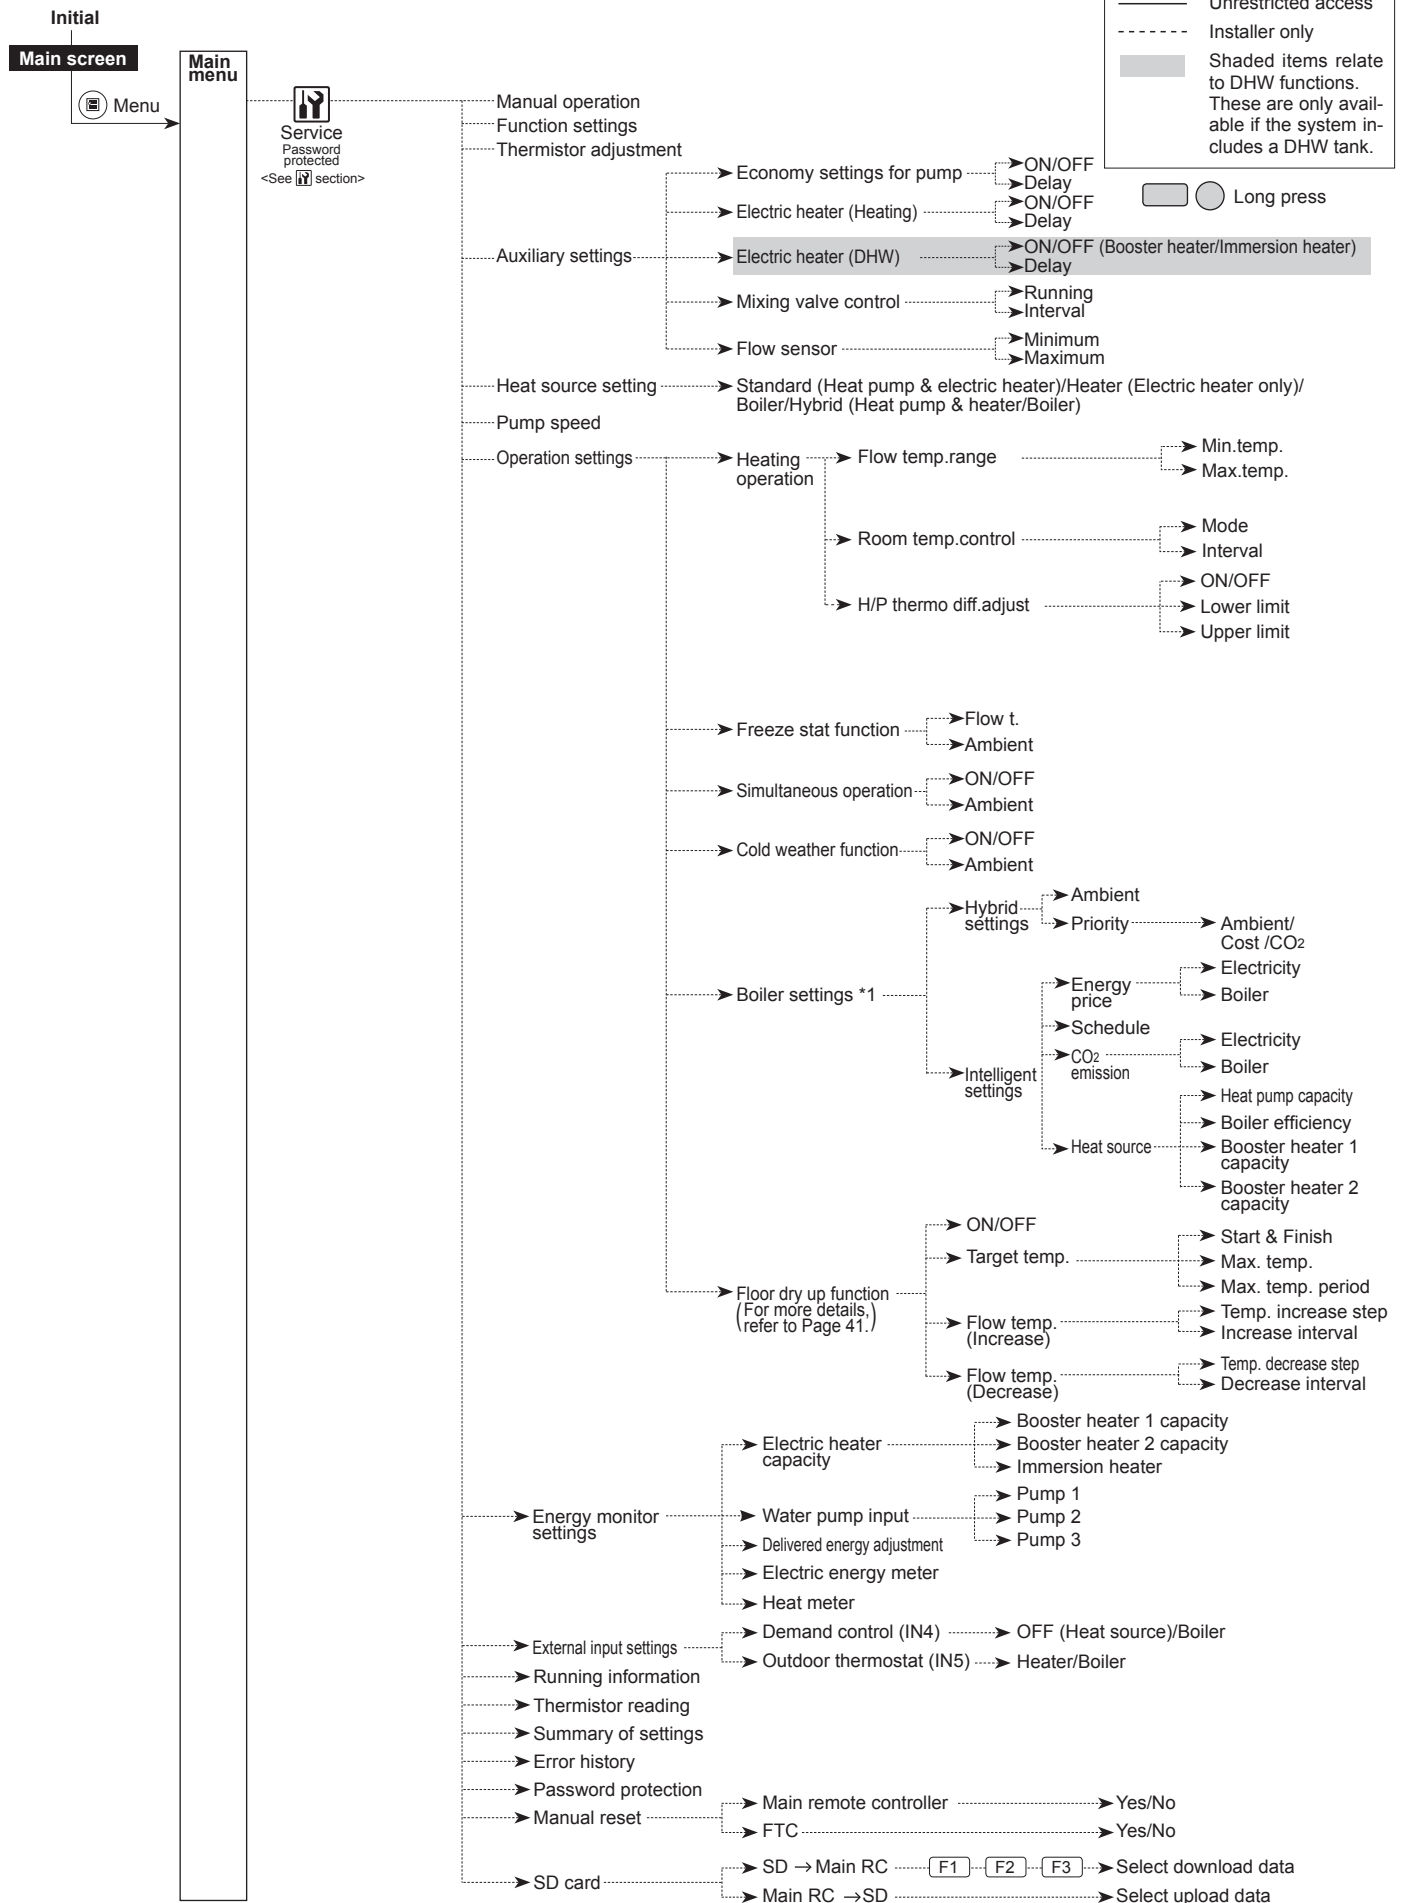 Initial
Main screen
Menu
Main
menu
Service
Password
protected
<See section>
Unrestricted access
Installer only
Shaded items relate
to DHW functions.
These are only avail-
able if the system in-
cludes a DHW tank.
Long press
Manual operation
Function settings
Thermistor adjustment
Auxiliary settings
Economy settings for pump
ON/OFF
Delay
Electric heater (Heating)
ON/OFF
Delay
Electric heater (DHW)
ON/OFF (Booster heater/Immersion heater)
Delay
Mixing valve control
Running
Interval
Flow sensor
Minimum
Maximum
Heat source setting
Standard (Heat pump & electric heater)/Heater (Electric heater only)/
Boiler/Hybrid (Heat pump & heater/Boiler)
Pump speed
Operation settings
Heating
operation
Flow temp.range
Min.temp.
Max.temp.
Room temp.control
Mode
Interval
H/P thermo diff.adjust
ON/OFF
Lower limit
Upper limit
Freeze stat function
Flow t.
Ambient
Simultaneous operation
ON/OFF
Ambient
Cold weather function
ON/OFF
Ambient
Boiler settings *1
Hybrid
settings
Ambient
Priority
Ambient/
Cost /CO2
Intelligent
settings
Energy
price
Electricity
Boiler
Schedule
CO2
emission
Electricity
Boiler
Heat source
Heat pump capacity
Boiler efficiency
Booster heater 1
capacity
Booster heater 2
capacity
Floor dry up function
(For more details,
refer to Page 41.)
ON/OFF
Target temp.
Start & Finish
Max. temp.
Max. temp. period
Flow temp.
(Increase)
Temp. increase step
Increase interval
Flow temp.
(Decrease)
Temp. decrease step
Decrease interval
Energy monitor
settings
Electric heater
capacity
Booster heater 1 capacity
Booster heater 2 capacity
Immersion heater
Water pump input
Pump 1
Pump 2
Pump 3
Delivered energy adjustment
Electric energy meter
Heat meter
External input settings
Demand control (IN4)
OFF (Heat source)/Boiler
Outdoor thermostat (IN5)
Heater/Boiler
Running information
Thermistor reading
Summary of settings
Error history
Password protection
Manual reset
Main remote controller
Yes/No
FTC
Yes/No
SD card
SD → Main RC
F1 F2 F3
Select download data
Main RC → SD
Select upload data